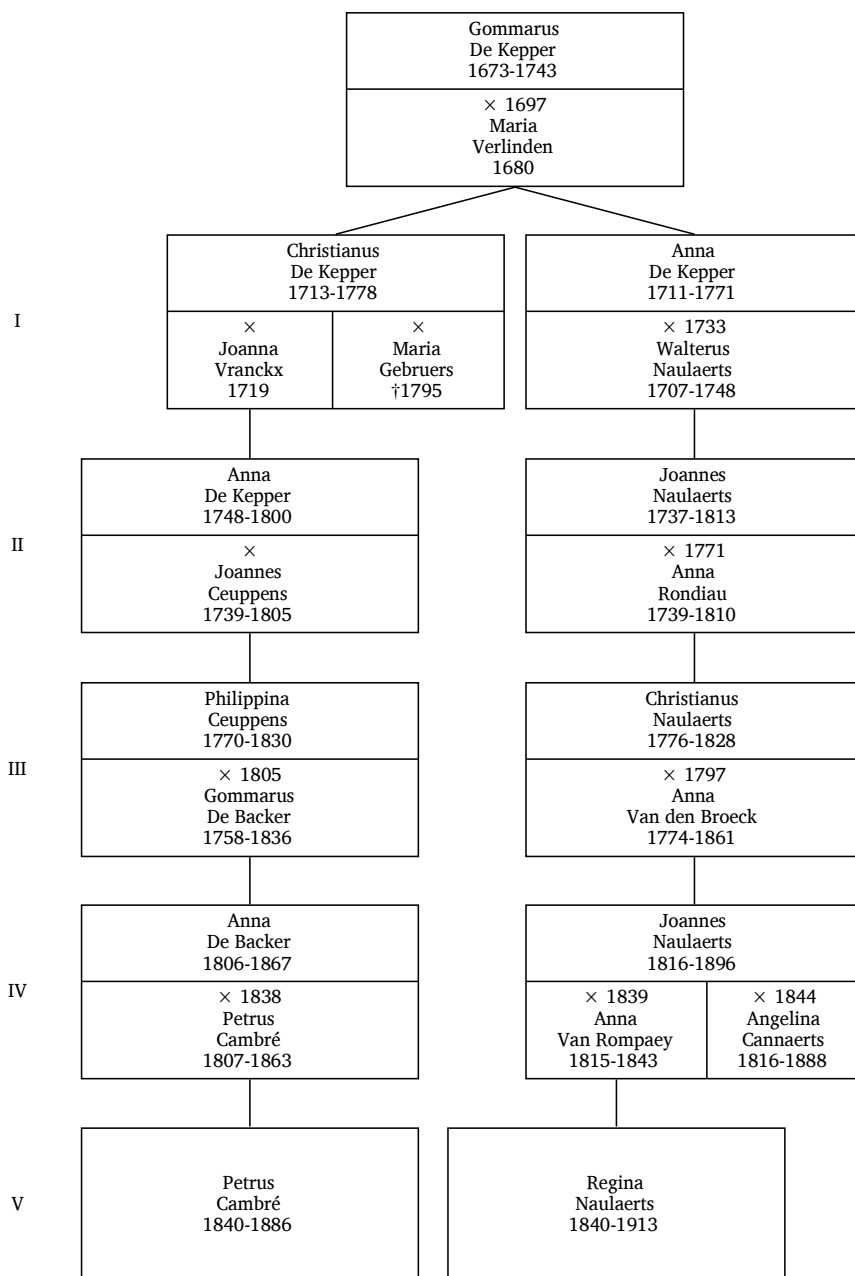 Gommarus
De Kepper
1673-1743
× 1697
Maria
Verlinden
1680
I
Christianus
De Kepper
1713-1778
×
Joanna
Vranckx
1719
×
Maria
Gebruers
†1795
Anna
De Kepper
1711-1771
× 1733
Walterus
Naulaerts
1707-1748
II
Anna
De Kepper
1748-1800
×
Joannes
Ceuppens
1739-1805
Joannes
Naulaerts
1737-1813
× 1771
Anna
Rondiau
1739-1810
III
Philippina
Ceuppens
1770-1830
× 1805
Gommarus
De Backer
1758-1836
Christianus
Naulaerts
1776-1828
× 1797
Anna
Van den Broeck
1774-1861
IV
Anna
De Backer
1806-1867
× 1838
Petrus
Cambré
1807-1863
Joannes
Naulaerts
1816-1896
× 1839
Anna
Van Rompaey
1815-1843
× 1844
Angelina
Cannaerts
1816-1888
V
Petrus
Cambré
1840-1886
Regina
Naulaerts
1840-1913